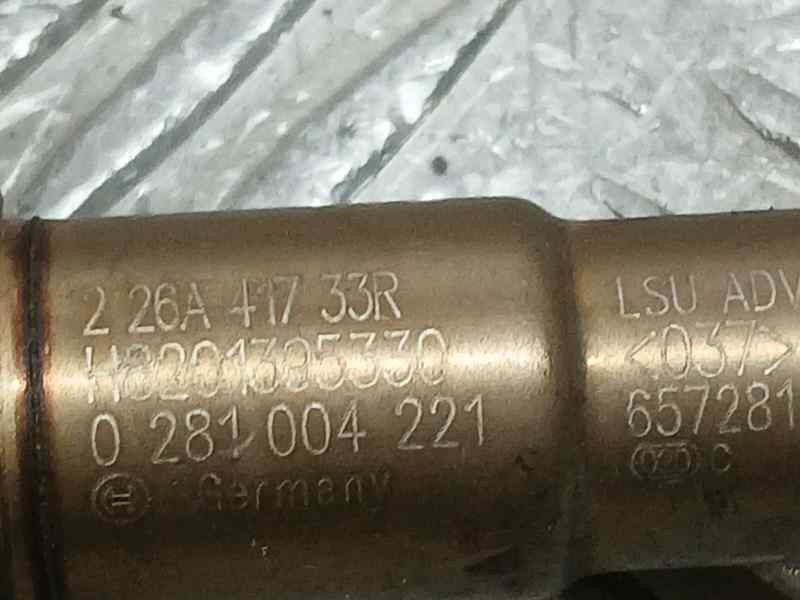 2 26A 417 33R
H8201385330
0 281 004 221
Germany
LSU ADV
<037>
657281
C